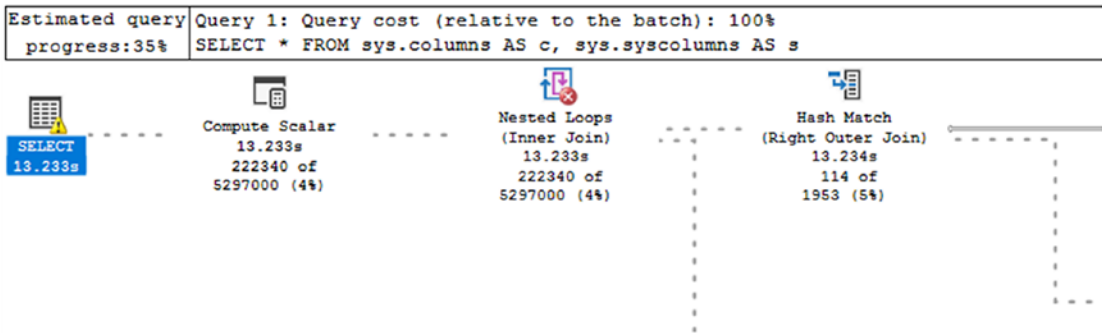 Estimated query
progress:35%
Query 1: Query cost (relative to the batch): 100%
SELECT * FROM sys.columns AS c, sys.syscolumns AS s
SELECT
13.233s
Compute Scalar
13.233s
222340 of
5297000 (4%)
Nested Loops
(Inner Join)
13.233s
222340 of
5297000 (4%)
Hash Match
(Right Outer Join)
13.234s
114 of
1953 (5%)